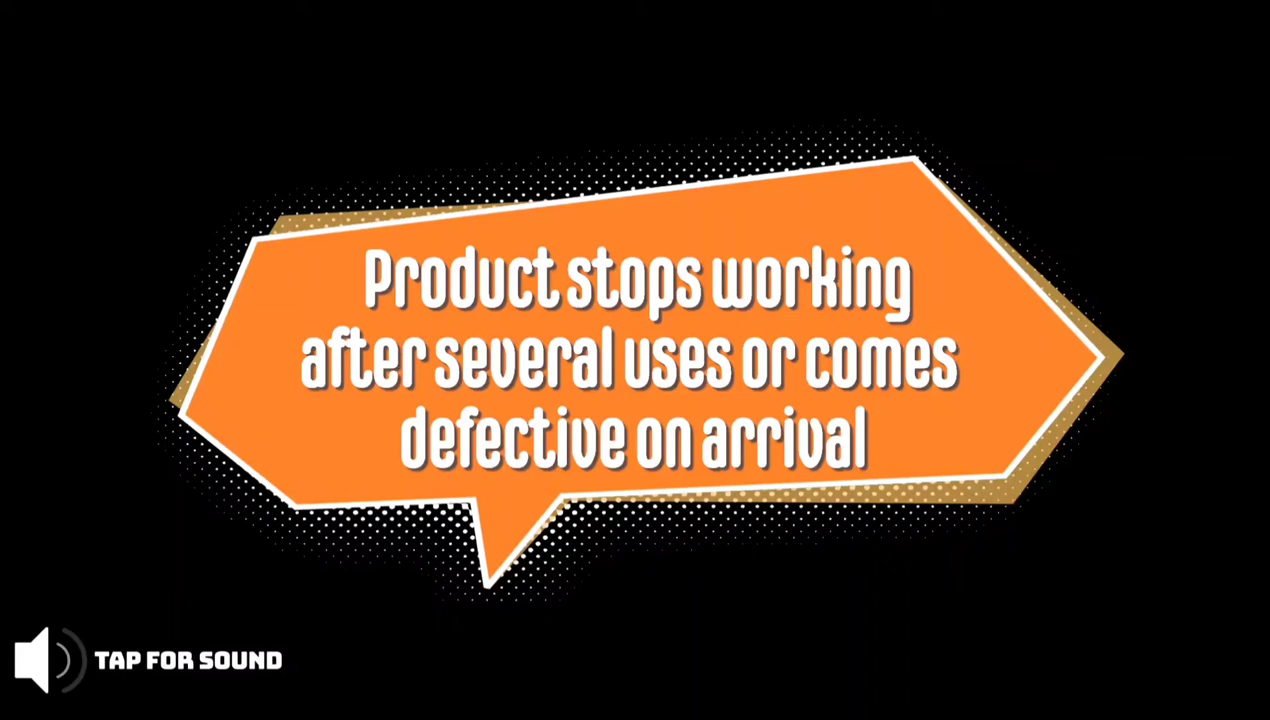 Product stops working
after several uses or comes
defective on arrival
TAP FOR SOUND